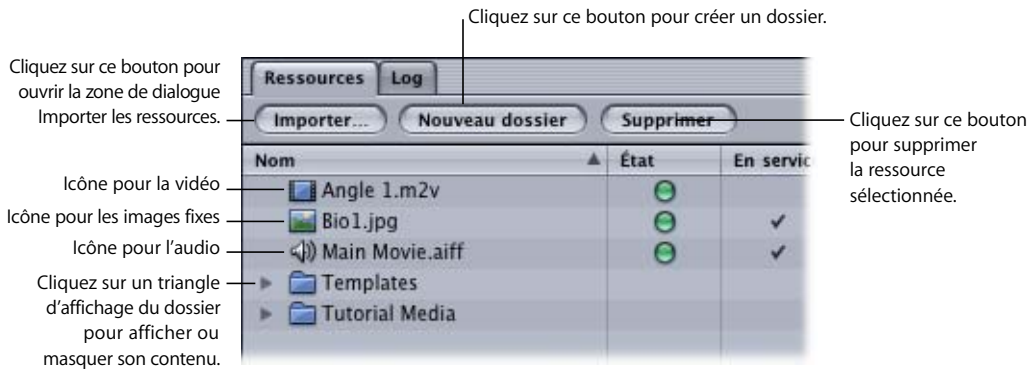 Cliquez sur ce bouton pour créer un dossier.
Cliquez sur ce bouton pour
ouvrir la zone de dialogue
Importer les ressources.
Ressources
Log
Importer...
Nouveau dossier
Supprimer
Cliquez sur ce bouton
pour supprimer
la ressource
sélectionnée.
Nom
État
En servic
Icône pour la vidéo
Angle 1.m2v
Icône pour les images fixes
Bio1.jpg
Icône pour l’audio
Main Movie.aiff
Cliquez sur un triangle
d’affichage du dossier
pour afficher ou
masquer son contenu.
Templates
Tutorial Media